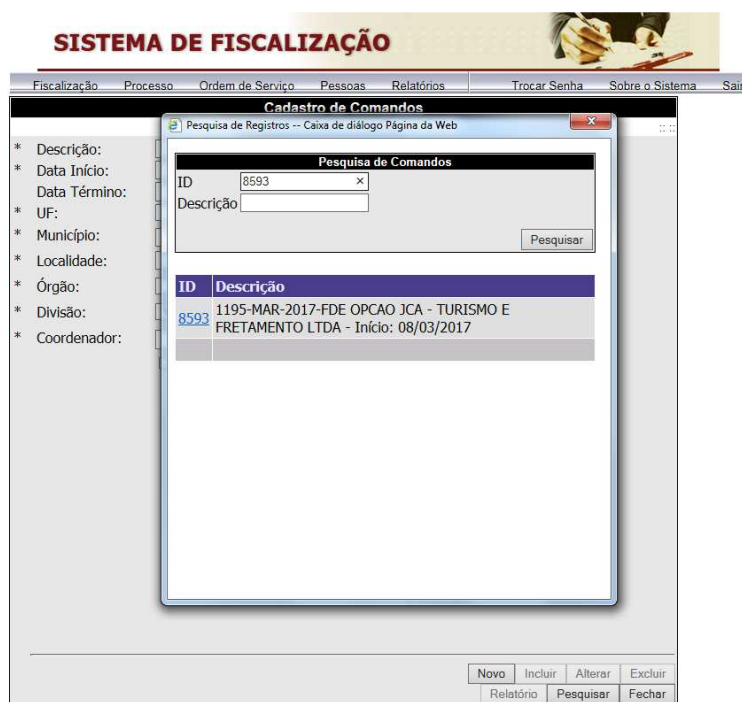 SISTEMA DE FISCALIZAÇÃO
Fiscalização Processo Ordem de Serviço Pessoas Relatórios Trocar Senha Sobre o Sistema Sair
Cadastro de Comandos
Pesquisa de Registros -- Caixa de diálogo Página da Web
* Descrição:
* Data Início:
Data Término:
* UF:
* Município:
* Localidade:
* Órgão:
* Divisão:
* Coordenador:
Pesquisa de Comandos
ID 8593
Descrição
Pesquisar
ID Descrição
8593 1195-MAR-2017-FDE OPCAO JCA - TURISMO E
FRETAMENTO LTDA - Início: 08/03/2017
Novo Incluir Alterar Excluir
Relatório Pesquisar Fechar